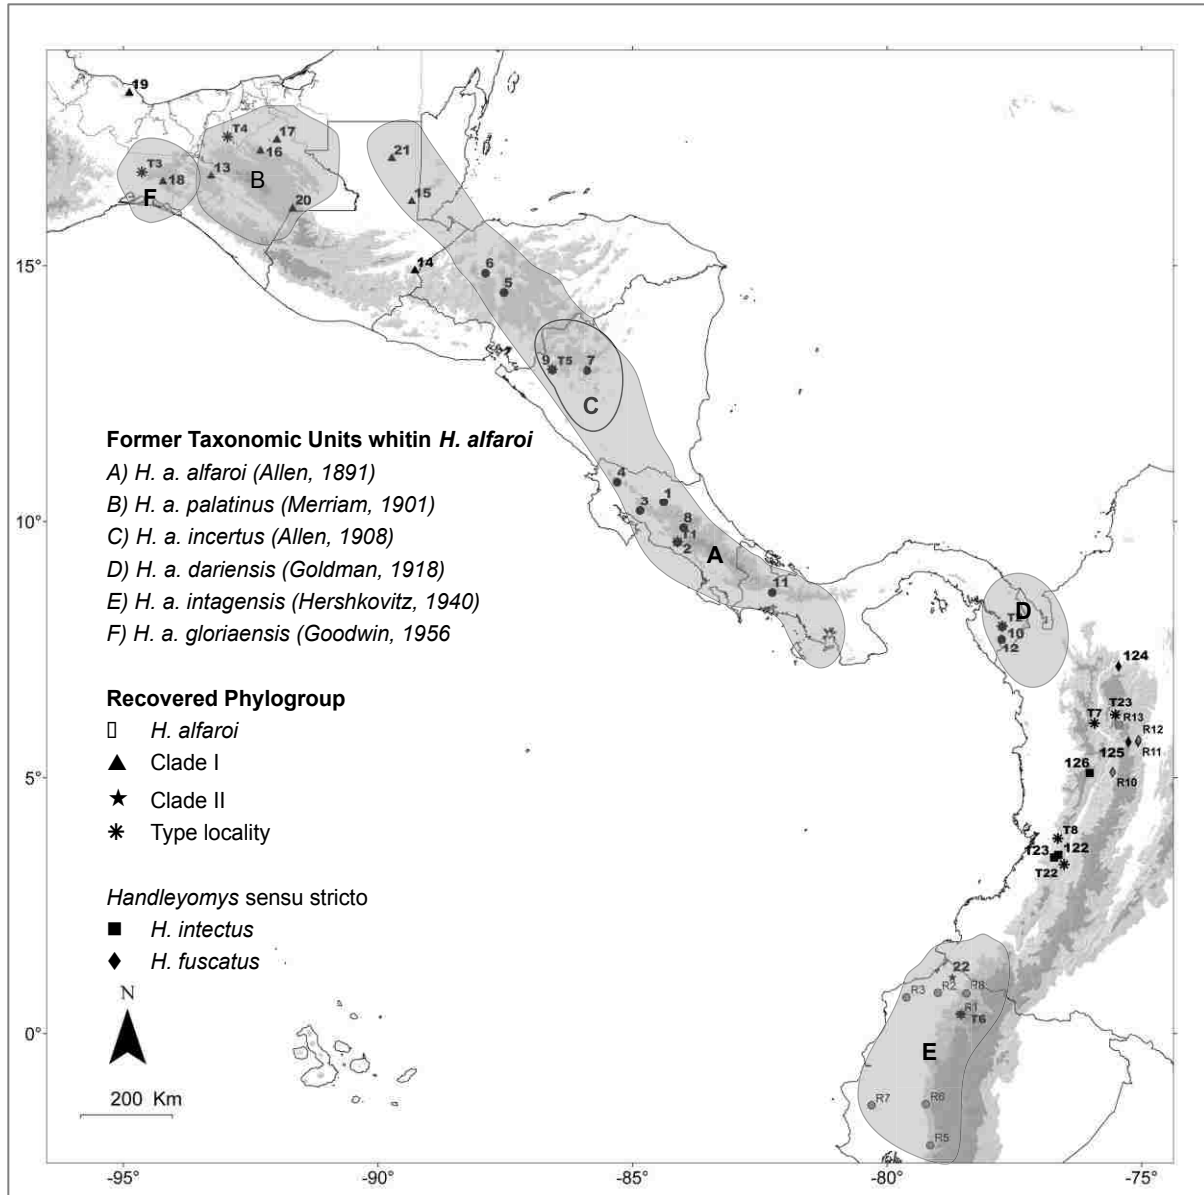 19
T4
17
16
T3
18
13
F
B
20
21
15
14
6
5
15°
9
T5
7
C
Former Taxonomic Units whitin H. alfaroi
A) H. a. alfaroi (Allen, 1891)
B) H. a. palatinus (Merriam, 1901)
C) H. a. incertus (Allen, 1908)
D) H. a. dariensis (Goldman, 1918)
E) H. a. intagensis (Hershkovitz, 1940)
F) H. a. gloriaensis (Goodwin, 1956
4
1
3
8
T1
2
A
11
10°
D
10
12
124
T23
T7
R13
R12
R11
125
126
R10
5°
T8
T23
122
T22
Recovered Phylogroup
H. alfaroi
Clade I
Clade II
Type locality
Handleyomys sensu stricto
H. intectus
H. fuscatus
N
200 Km
22
R3
R2
R8
R1
T6
E
0°
R7
R6
R5
-95°
-90°
-85°
-80°
-75°